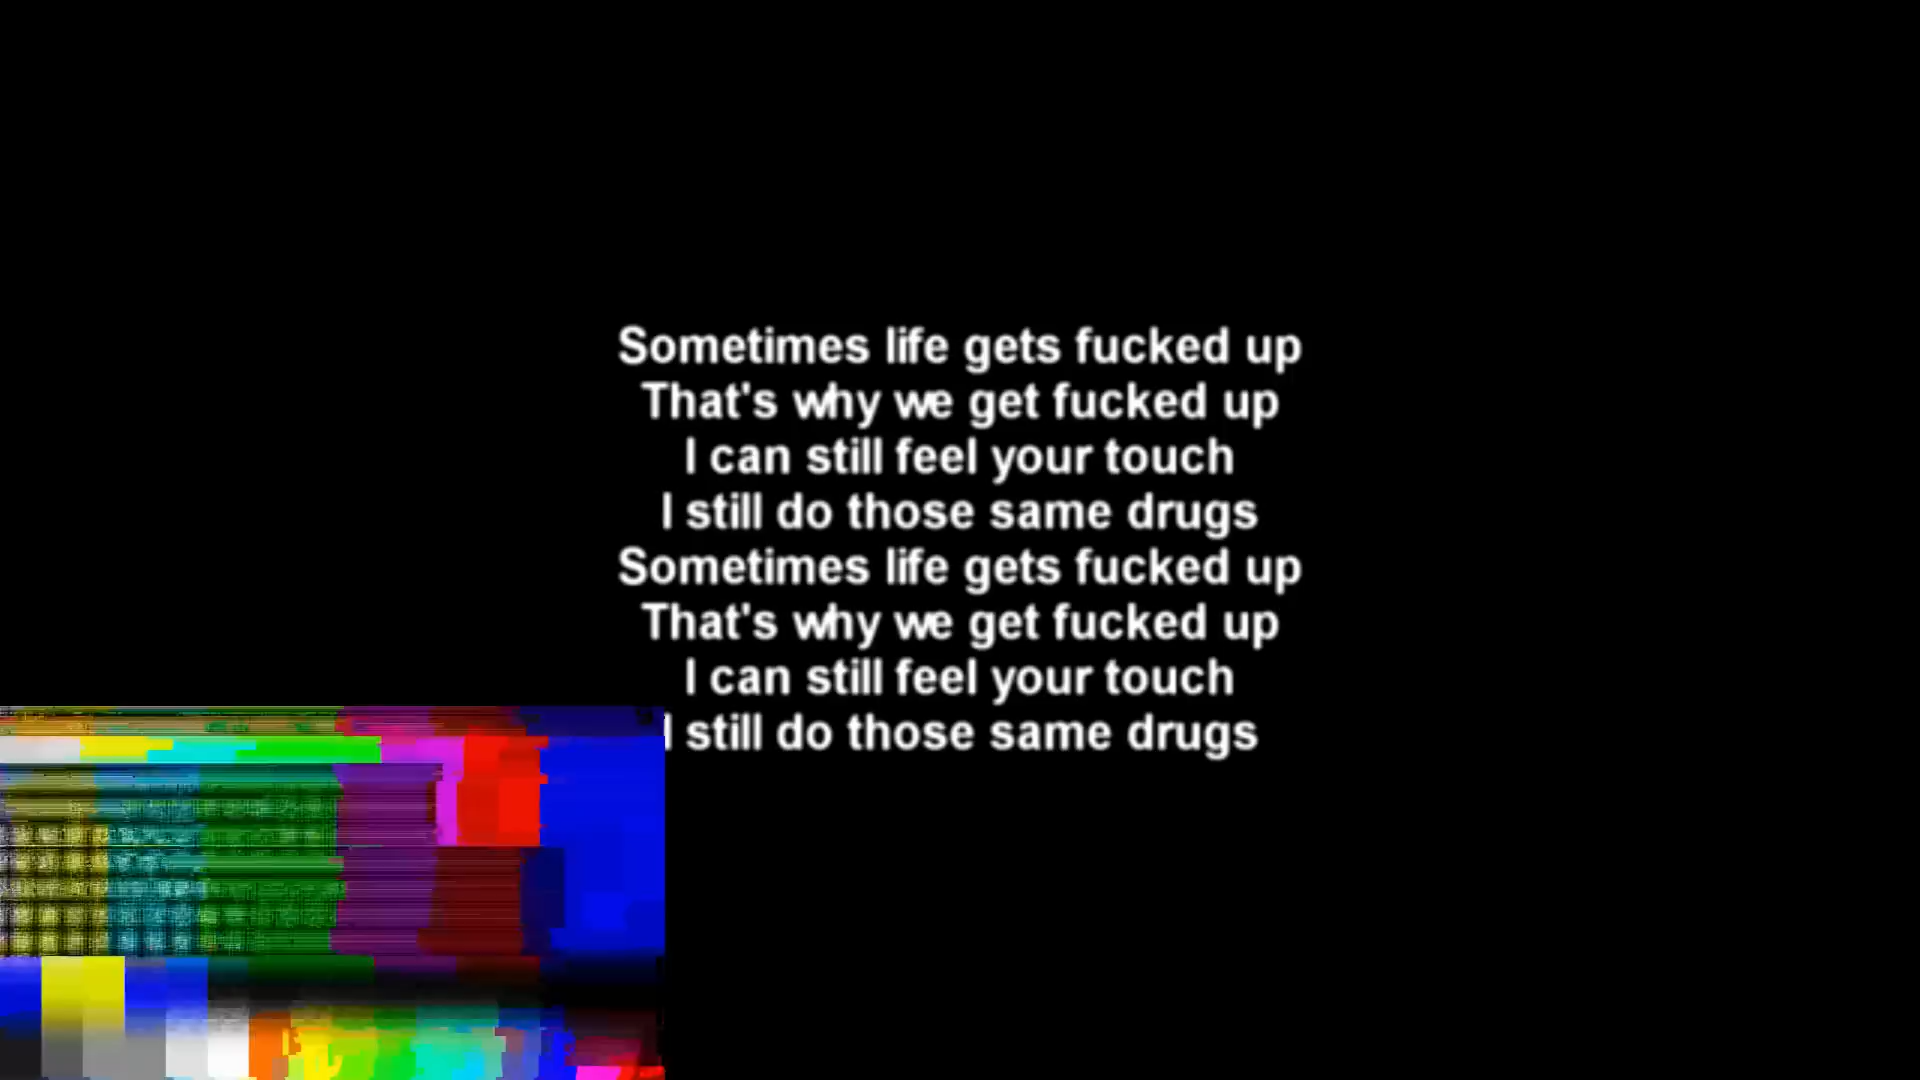 Sometimes life gets fucked up
That's why we get fucked up
I can still feel your touch
I still do those same drugs
Sometimes life gets fucked up
That's why we get fucked up
I can still feel your touch
I still do those same drugs